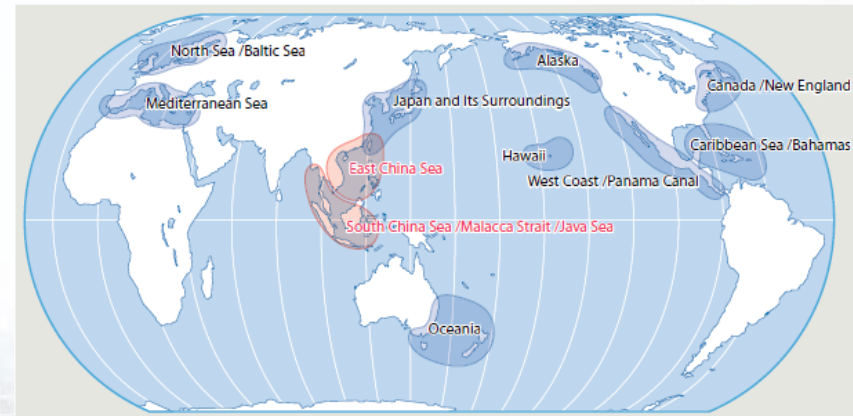 North Sea /Baltic Sea
Alaska
Canada /New England
Mediterranean Sea
Japan and Its Surroundings
Caribbean Sea /Bahamas
Hawaii
East China Sea
West Coast /Panama Canal
South China Sea /Malacca Strait /Java Sea
Oceania